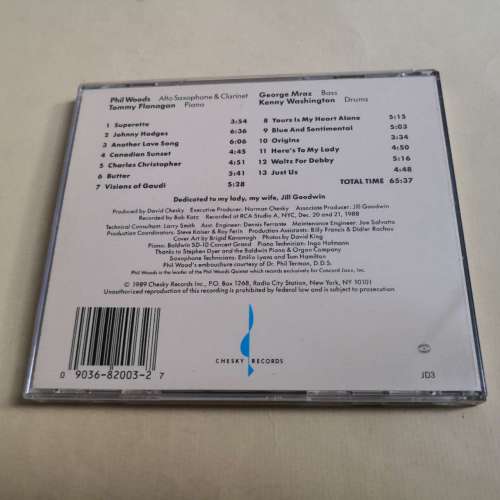 Phil Woods Alto Saxophone & Clarinet
Tommy Flanagan Piano
George Mraz Bass
Kenny Washington Drums
1 Superette 3:54
2 Johnny Hodges 6:36
3 Another Love Song 6:06
4 Canadian Sunset 4:45
5 Charles Christopher 4:51
6 Butter 5:41
7 Visions of Gaudi 5:28
8 Yours Is My Heart Alone 5:15
9 Blue And Sentimental 5:03
10 Origins 4:34
11 Here's To My Lady 4:50
12 Waltz For Debby 5:16
13 Just Us 4:48
TOTAL TIME 65:37
Dedicated to my lady, my wife, Jill Goodwin
Produced by David Chesky Executive Producer: Norman Chesky Associate Producer: Jill Goodwin
Recorded by Bob Katz Recorded at RCA Studio A, NYC, Dec. 20 and 21, 1988
Technical Consultant: Larry Smith Asst. Engineer: Dennis Ferrante Maintenance Engineer: Joe Salvatto
Production Coordinators: Steve Kaiser & Ray Ferin Production Assistants: Billy Francis & Didier Rachou
Cover Art by Brigid Kavanagh Photos by David King
Piano: Baldwin SD-10 Concert Grand Piano Technician: Ingo Hofmann
Thanks to Stephen Dyer and the Baldwin Piano & Organ Company
Saxophone Technicians: Emilio Lyons and Tom Hamilton
Phil Wood's embouchure courtesy of Dr. Phil Terman, D.D.S.
Phil Woods is the leader of the Phil Woods Quintet which records exclusively for Concord Jazz, Inc.
© 1989 Chesky Records Inc., P.O. Box 1268, Radio City Station, New York, NY 10101
Unauthorized reproduction of this recording is prohibited by federal law and is subject to prosecution
CHESKY RECORDS
0 9036-82003-2 7
JD3